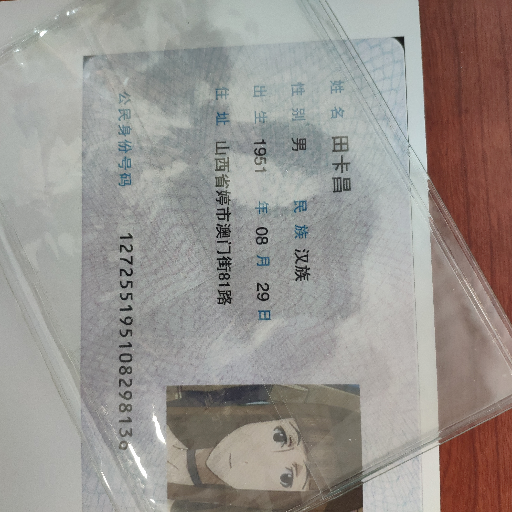 姓名 田卡昌
性别 男 民族 汉族
出生 1951 年 08 月 29 日
住址 山西省婷市澳门街81路
公民身份号码 127255195108298136